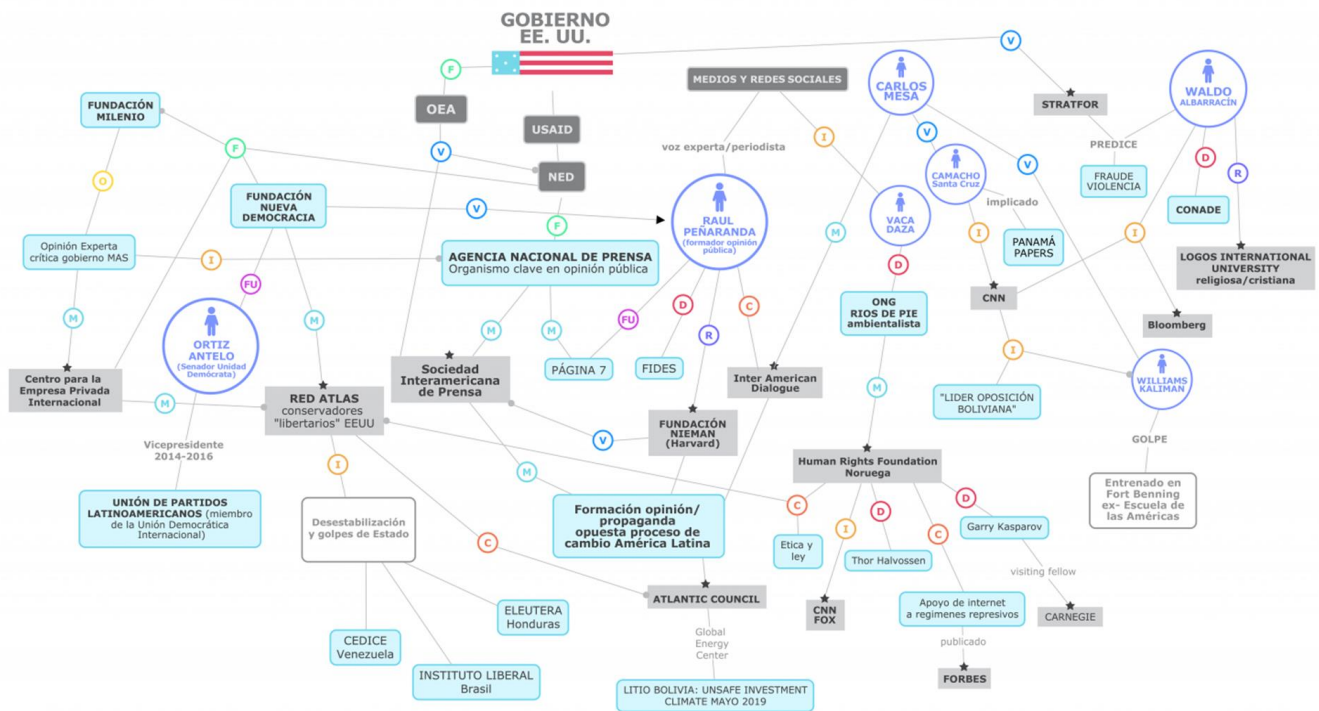 GOBIERNO
EE. UU.
F
V
OEA
USAID
V
NED
MEDIOS Y REDES SOCIALES
voz experta/periodista
I
CARLOS
MESA
V
CAMACHO
Santa Cruz
implicado
PANAMÁ
PAPERS
V
STRATFOR
PREDICE
FRAUDE
VIOLENCIA
WALDO
ALBARRACÍN
D
CONADE
R
LOGOS INTERNATIONAL
UNIVERSITY
religiosa/cristiana
FUNDACIÓN
MILENIO
F
O
FUNDACIÓN
NUEVA
DEMOCRACIA
V
F
Opinión Experta
crítica gobierno MAS
I
AGENCIA NACIONAL DE PRENSA
Organismo clave en opinión pública
RAUL
PEÑARANDA
(formador opinión
pública)
M
VACA
DAZA
I
I
CNN
Bloomberg
FU
M
M
ORTIZ
ANTELO
(Senador Unidad
Demócrata)
M
M
PÁGINA 7
FU
D
FIDES
R
C
D
ONG
RIOS DE PIE
ambientalista
I
"LIDER OPOSICIÓN
BOLIVIANA"
WILLIAMS
KALIMAN
GOLPE
Entrenado en
Fort Benning
ex- Escuela de
las Américas
Centro para la
Empresa Privada
Internacional
M
RED ATLAS
conservadores
"libertarios" EEUU
Sociedad
Interamericana
de Prensa
Inter American
Dialogue
M
V
FUNDACIÓN
NIEMAN
(Harvard)
Vicepresidente
2014-2016
I
M
Human Rights Foundation
Noruega
UNIÓN DE PARTIDOS
LATINOAMERICANOS (miembro
de la Unión Democrática
Internacional)
Desestabilización
y golpes de Estado
C
Formación opinión/
propaganda
opuesta proceso de
cambio América Latina
C
Etica y
ley
I
D
Thor Halvossen
C
D
Garry Kasparov
visiting fellow
CARNEGIE
CNN
FOX
Apoyo de internet
a regimenes represivos
publicado
FORBES
ATLANTIC COUNCIL
Global
Energy
Center
LITIO BOLIVIA: UNSAFE INVESTMENT
CLIMATE MAYO 2019
ELEUTERA
Honduras
CEDICE
Venezuela
INSTITUTO LIBERAL
Brasil